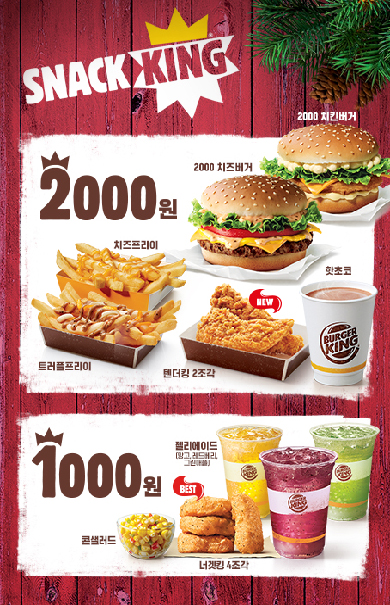 SNACK KING
2000 치킨버거
2000 치즈버거
2000원
치즈프라이
핫초코
NEW
BURGER
KING
트러플프라이
텐더킹 2조각
1000원
젤리에이드
(망고, 레드베리,
그린애플)
BEST
콘샐러드
너겟킹 4조각